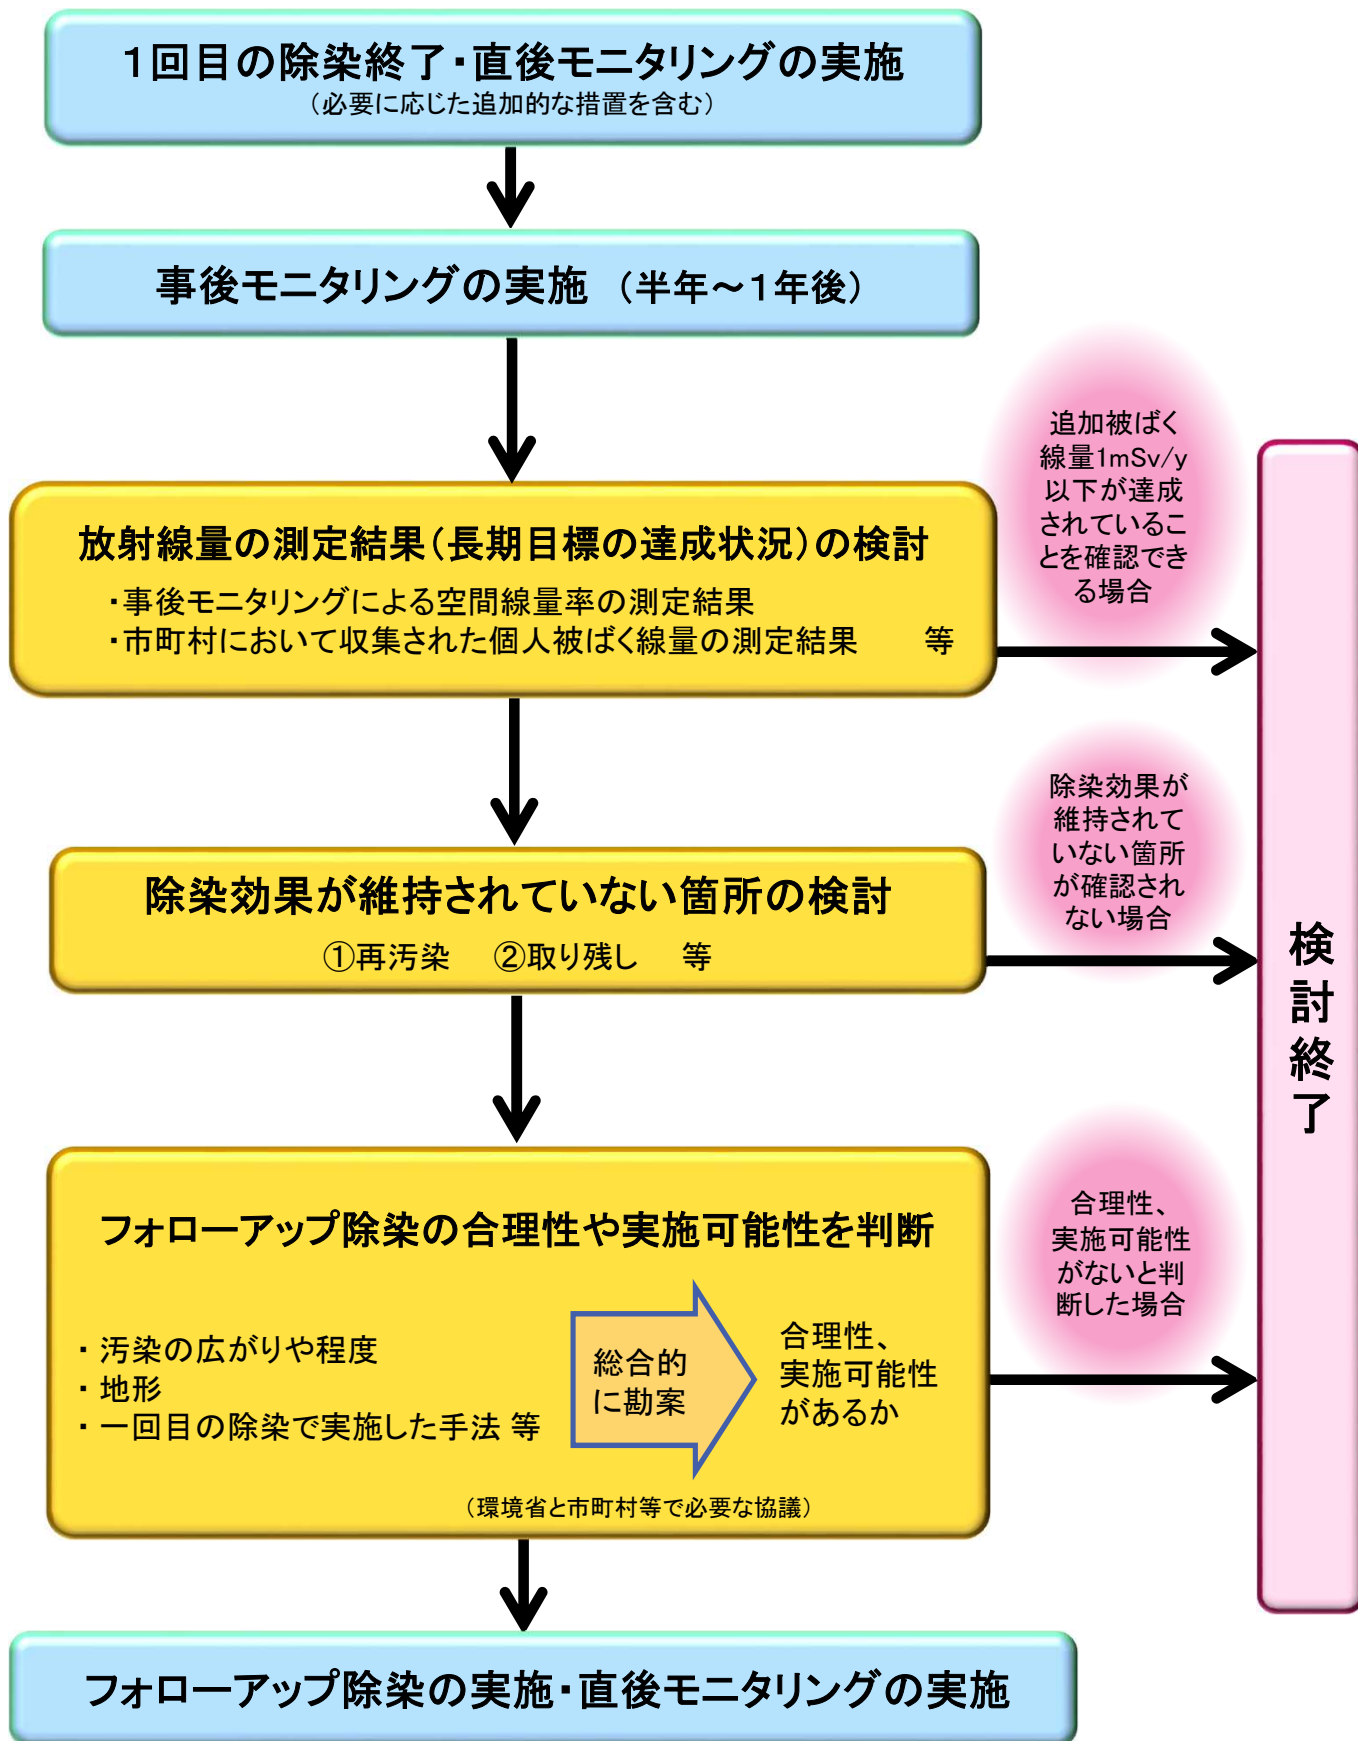 1回目の除染終了・直後モニタリングの実施
（必要に応じた追加的な措置を含む）
事後モニタリングの実施 （半年～1年後）
放射線量の測定結果（長期目標の達成状況）の検討
・事後モニタリングによる空間線量率の測定結果
・市町村において収集された個人被ばく線量の測定結果 等
追加被ばく
線量1mSv/y
以下が達成
されているこ
とを確認でき
る場合
除染効果が維持されていない箇所の検討
①再汚染 ②取り残し 等
除染効果が
維持されて
いない箇所
が確認され
ない場合
フォローアップ除染の合理性や実施可能性を判断
・汚染の広がりや程度
・地形
・一回目の除染で実施した手法 等
総合的
に勘案
合理性、
実施可能性
があるか
（環境省と市町村等で必要な協議）
合理性、
実施可能性
がないと判
断した場合
検討終了
フォローアップ除染の実施・直後モニタリングの実施